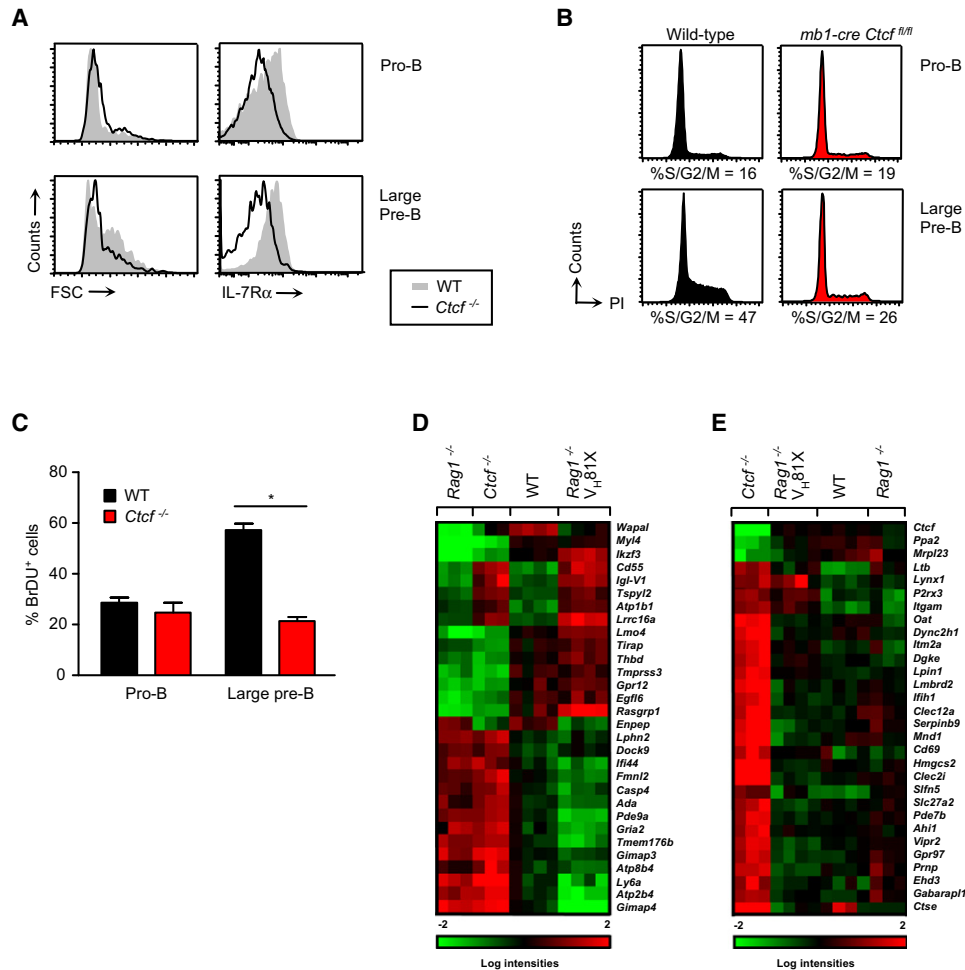 A
Pro-B
Large
Pre-B
Counts
FSC
IL-7Rα
WT
Ctcf -/-
B
Wild-type
mb1-cre Ctcf fl/fl
Pro-B
%S/G2/M = 16
%S/G2/M = 19
Large
Pre-B
Counts
PI
%S/G2/M = 47
%S/G2/M = 26
C
% BrDU+ cells
80
60
40
20
0
WT
Ctcf -/-
*
Pro-B
Large pre-B
D
Rag1 -/-
Ctcf -/-
WT
Rag1 -/-
VH81X
Wapal
Myl4
Ikzf3
Cd55
Igl-V1
Tspyl2
Atp1b1
Lrrc16a
Lmo4
Tirap
Thbd
Tmprss3
Gpr12
Egfl6
Rasgrp1
Enpep
Lphn2
Dock9
Ifi44
Fmnl2
Casp4
Ada
Pde9a
Gria2
Tmem176b
Gimap3
Atp8b4
Ly6a
Atp2b4
Gimap4
-2
2
Log intensities
E
Ctcf -/-
Rag1 -/-
VH81X
WT
Rag1 -/-
Ctcf
Ppa2
Mrpl23
Ltb
Lynx1
P2rx3
Itgam
Oat
Dync2h1
Itm2a
Dgke
Lpin1
Lmbrd2
Ifih1
Clec12a
Serpinb9
Mnd1
Cd69
Hmgcs2
Clec2i
Slfn5
Slc27a2
Pde7b
Ahi1
Vipr2
Gpr97
Prnp
Ehd3
Gabarapl1
Ctse
-2
2
Log intensities